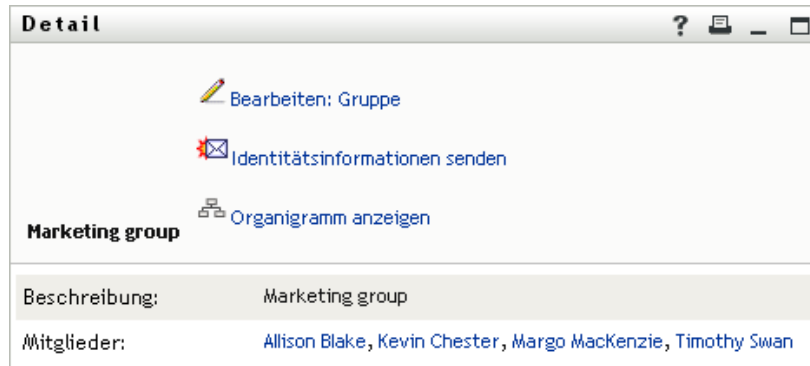 Detail ?
Bearbeiten: Gruppe
Identitätsinformationen senden
Organigramm anzeigen
Marketing group
Beschreibung: Marketing group
Mitglieder: Allison Blake, Kevin Chester, Margo MacKenzie, Timothy Swan